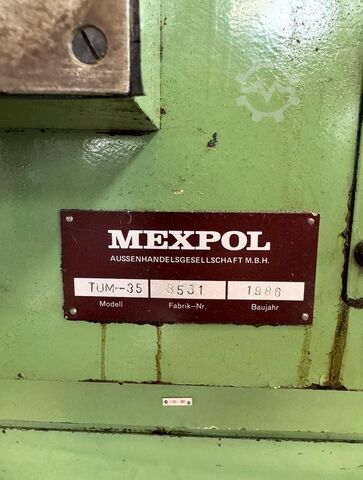 MEXPOL
AUSSENHANDELSGESELLSCHAFT M.B.H.
TUM-35 8531 1986
Modell Fabrik-Nr. Baujahr